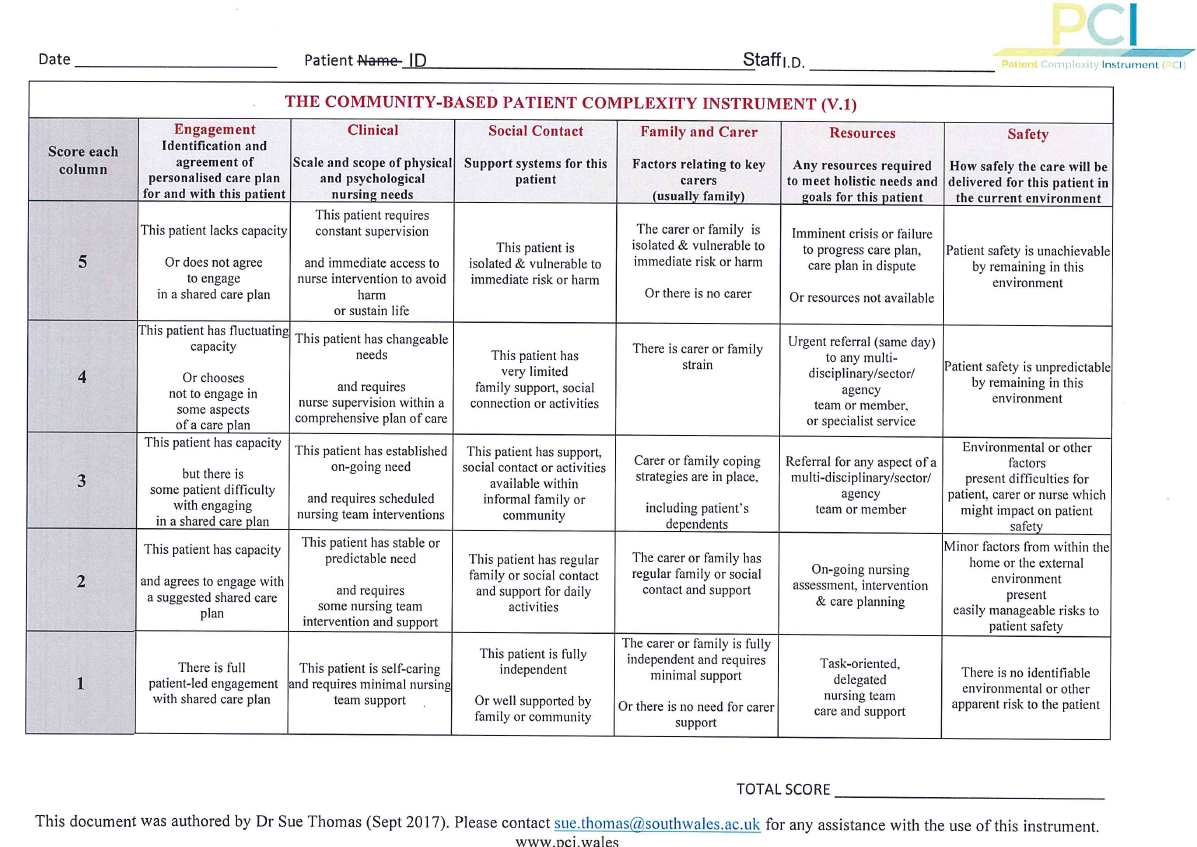 PCI
Patient Complexity Instrument (PCI)
Date
Patient Name ID
Staff I.D.
THE COMMUNITY-BASED PATIENT COMPLEXITY INSTRUMENT (V.1)
Score each
column
Engagement
Identification and
agreement of
personalised care plan
for and with this patient
Clinical
Scale and scope of physical
and psychological
nursing needs
Social Contact
Support systems for this
patient
Family and Carer
Factors relating to key
carers
(usually family)
Resources
Any resources required
to meet holistic needs and
goals for this patient
Safety
How safely the care will be
delivered for this patient in
the current environment
5
This patient lacks capacity
Or does not agree
to engage
in a shared care plan
This patient requires
constant supervision
and immediate access to
nurse intervention to avoid
harm
or sustain life
This patient is
isolated & vulnerable to
immediate risk or harm
The carer or family is
isolated & vulnerable to
immediate risk or harm
Or there is no carer
Imminent crisis or failure
to progress care plan,
care plan in dispute
Or resources not available
Patient safety is unachievable
by remaining in this
environment
4
This patient has fluctuating
capacity
Or chooses
not to engage in
some aspects
of a care plan
This patient has changeable
needs
and requires
nurse supervision within a
comprehensive plan of care
This patient has
very limited
family support, social
connection or activities
There is carer or family
strain
Urgent referral (same day)
to any multi-
disciplinary/sector/
agency
team or member,
or specialist service
Patient safety is unpredictable
by remaining in this
environment
3
This patient has capacity
but there is
some patient difficulty
with engaging
in a shared care plan
This patient has established
on-going need
and requires scheduled
nursing team interventions
This patient has support,
social contact or activities
available within
informal family or
community
Carer or family coping
strategies are in place,
including patient's
dependents
Referral for any aspect of a
multi-disciplinary/sector/
agency
team or member
Environmental or other
factors
present difficulties for
patient, carer or nurse which
might impact on patient
safety
2
This patient has capacity
and agrees to engage with
a suggested shared care
plan
This patient has stable or
predictable need
and requires
some nursing team
intervention and support
This patient has regular
family or social contact
and support for daily
activities
The carer or family has
regular family or social
contact and support
On-going nursing
assessment, intervention
& care planning
Minor factors from within the
home or the external
environment
present
easily manageable risks to
patient safety
1
There is full
patient-led engagement
with shared care plan
This patient is self-caring
and requires minimal nursing
team support
This patient is fully
independent
Or well supported by
family or community
The carer or family is fully
independent and requires
minimal support
Or there is no need for carer
support
Task-oriented,
delegated
nursing team
care and support
There is no identifiable
environmental or other
apparent risk to the patient
TOTAL SCORE
This document was authored by Dr Sue Thomas (Sept 2017). Please contact sue.thomas@southwales.ac.uk for any assistance with the use of this instrument.
www.pci.wales